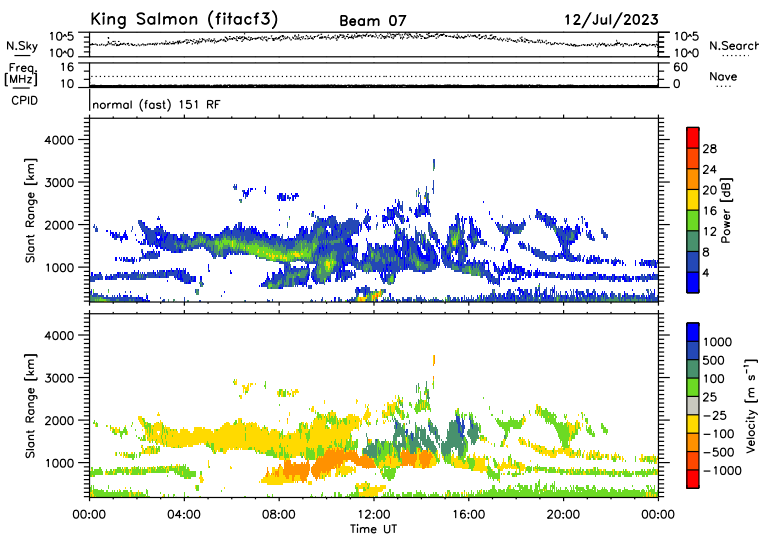 King Salmon (fitacf3) Beam 07 12/Jul/2023
N.Sky 10^5 10^0 10^5 10^0 N.Search
Freq. [MHz] 16 10 60 0 Nave
CPID normal (fast) 151 RF
Slant Range [km] 4000 3000 2000 1000
Power [dB] 28 24 20 16 12 8 4
Slant Range [km] 4000 3000 2000 1000
Velocity [m s⁻¹] 1000 500 100 25 −25 −100 −500 −1000
00:00 04:00 08:00 12:00 16:00 20:00 00:00
Time UT